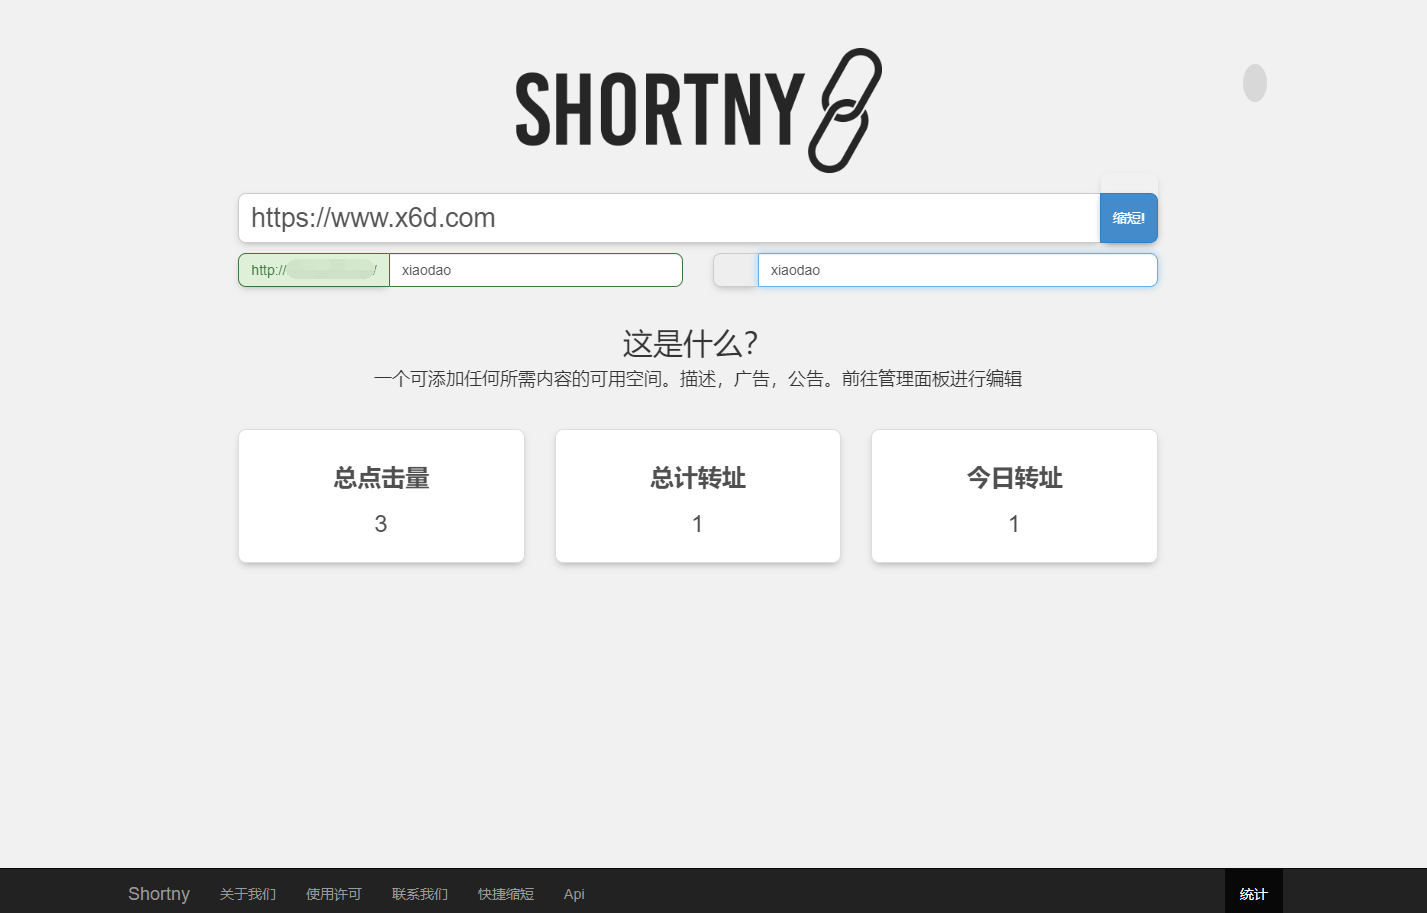 SHORTNY
https://www.x6d.com
缩短!
http:// / xiaodao
xiaodao
这是什么？
一个可添加任何所需内容的可用空间。描述，广告，公告。前往管理面板进行编辑
总点击量
3
总计转址
1
今日转址
1
Shortny 关于我们 使用许可 联系我们 快捷缩短 Api 统计